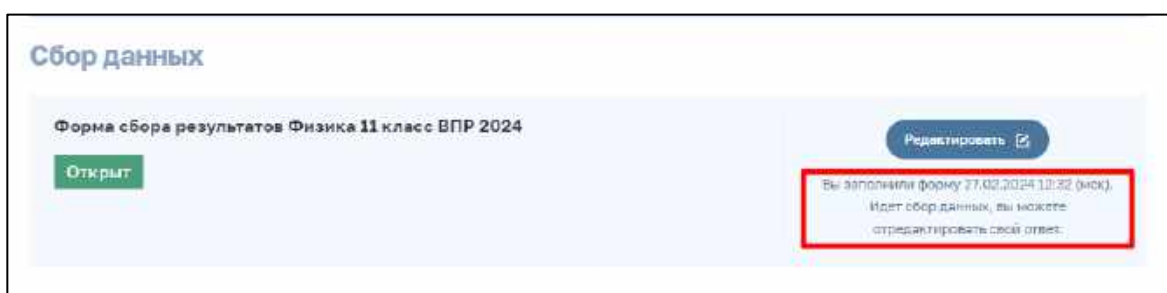 Сбор данных
Форма сбора результатов Физика 11 класс ВПР 2024
Открыт
Редактировать
Вы заполнили форму 27.02.2024 12:32 (мск).
Идет сбор данных, вы можете
отредактировать свой ответ.